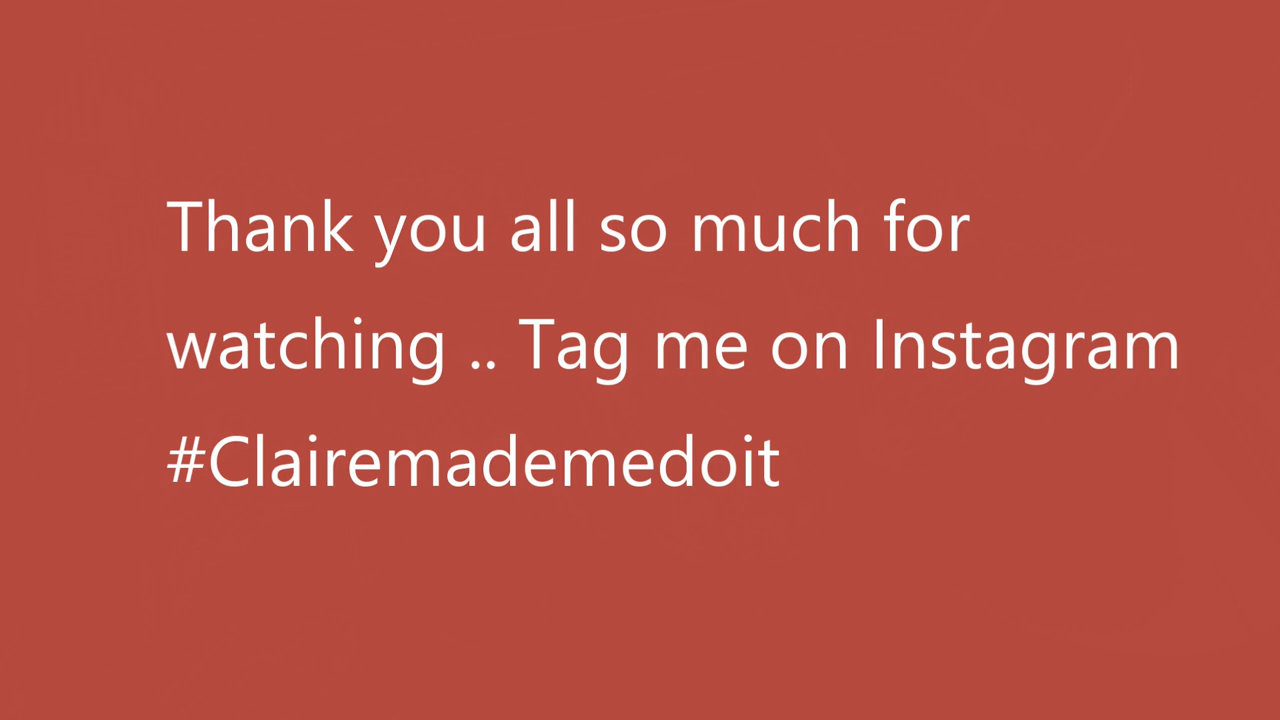 Thank you all so much for
watching .. Tag me on Instagram
#Clairemademedoit